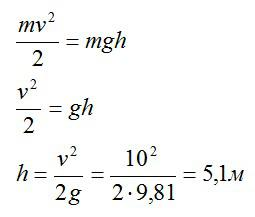 mv²/2 = mgh
v²/2 = gh
h = v²/2g = 10²/2·9,81 = 5,1м